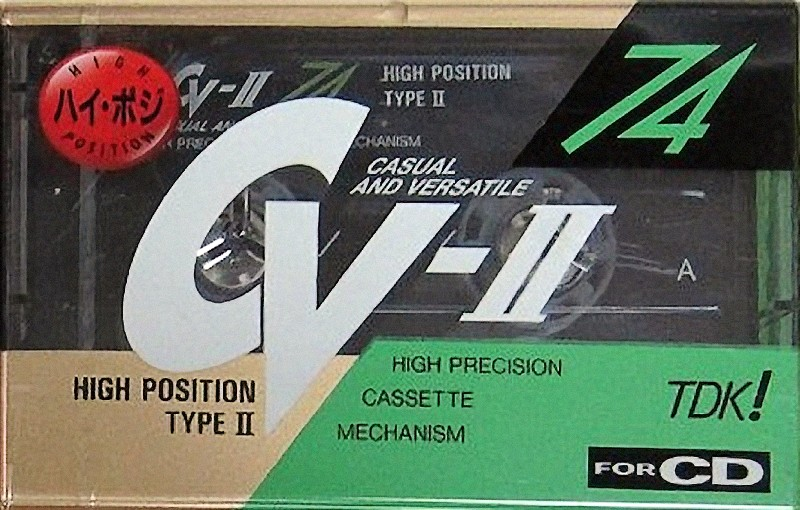 HIGH
ハイ・ポジ
POSITION
CV-II 74
HIGH POSITION
TYPE II
MECHANISM
74
CV-II
CASUAL
AND VERSATILE
A
HIGH POSITION
TYPE II
HIGH PRECISION
CASSETTE
MECHANISM
TDK!
FOR CD